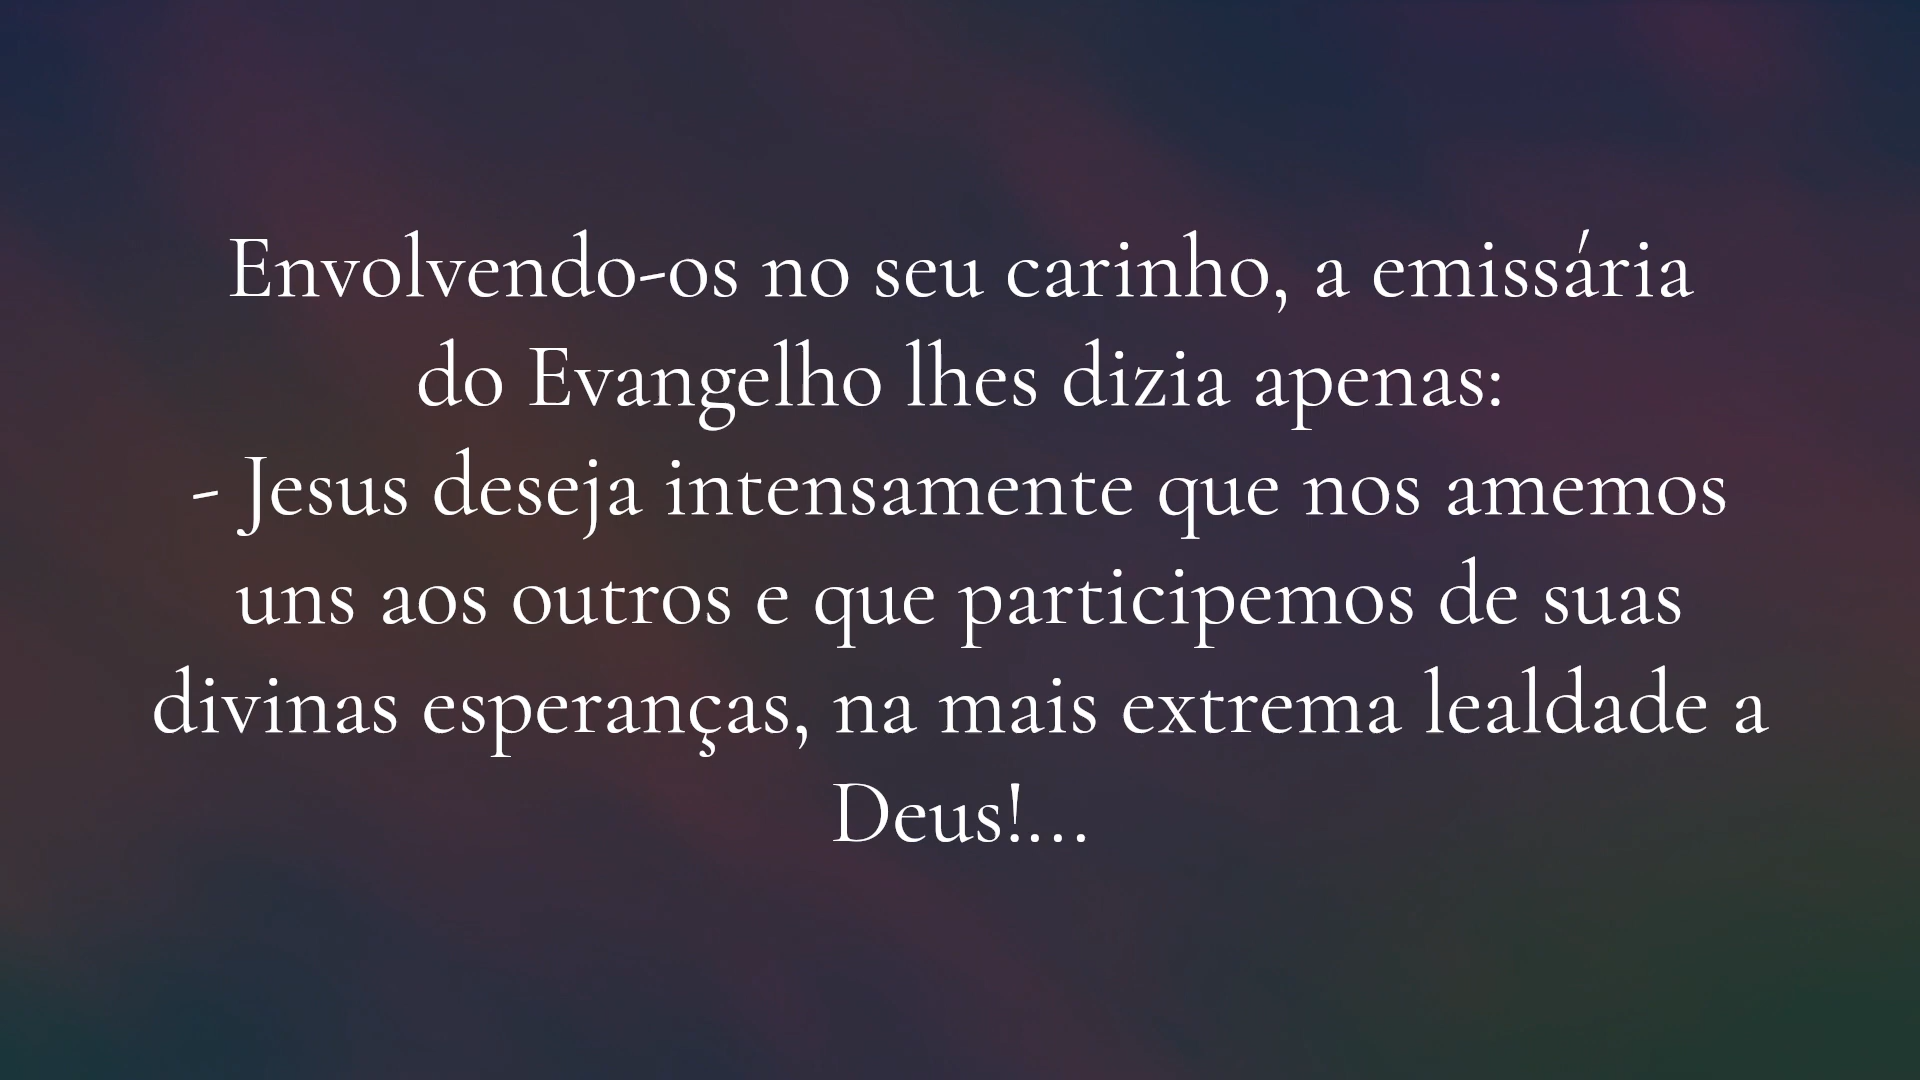 Envolvendo-os no seu carinho, a emissária
do Evangelho lhes dizia apenas:
- Jesus deseja intensamente que nos amemos
uns aos outros e que participemos de suas
divinas esperanças, na mais extrema lealdade a
Deus!...